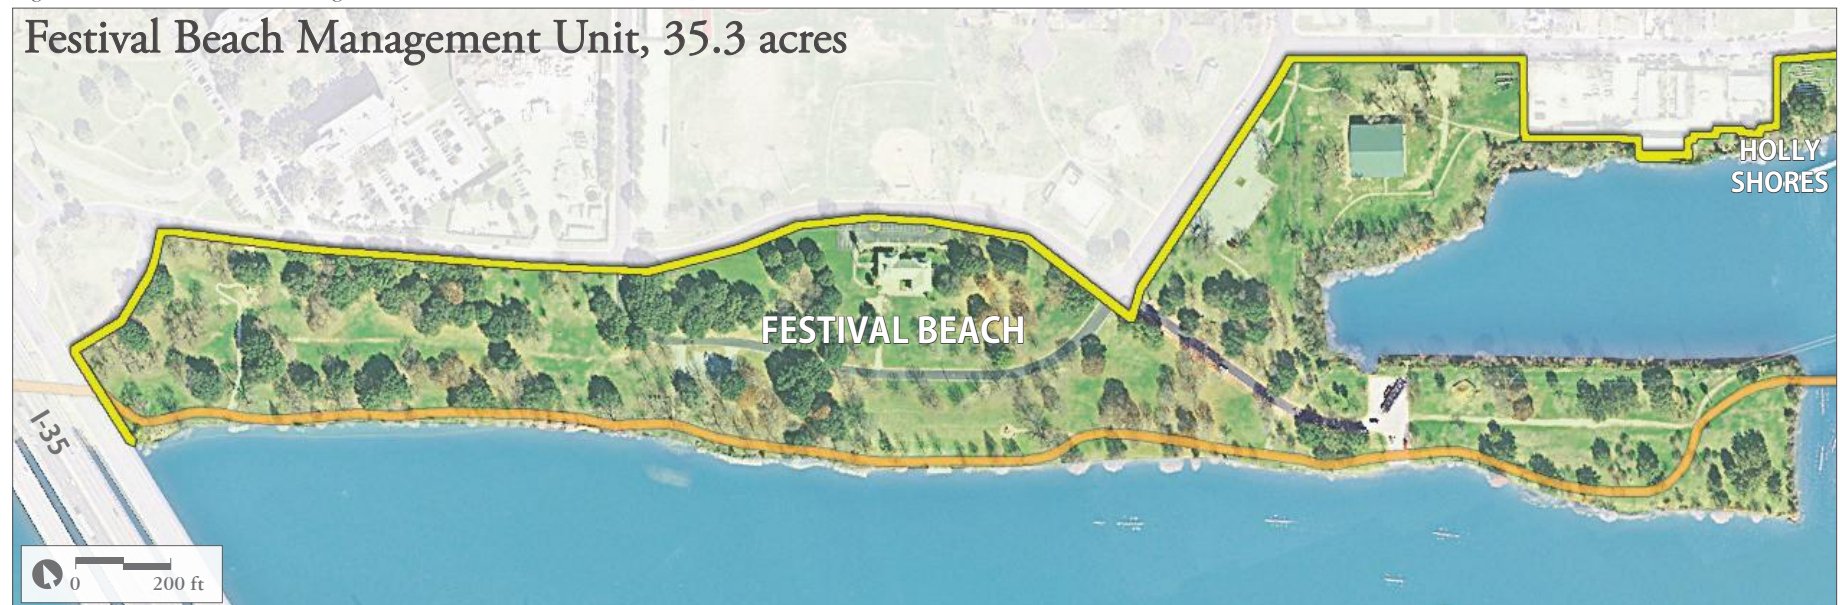 Festival Beach Management Unit, 35.3 acres
HOLLY
SHORES
FESTIVAL BEACH
I-35
0 200 ft